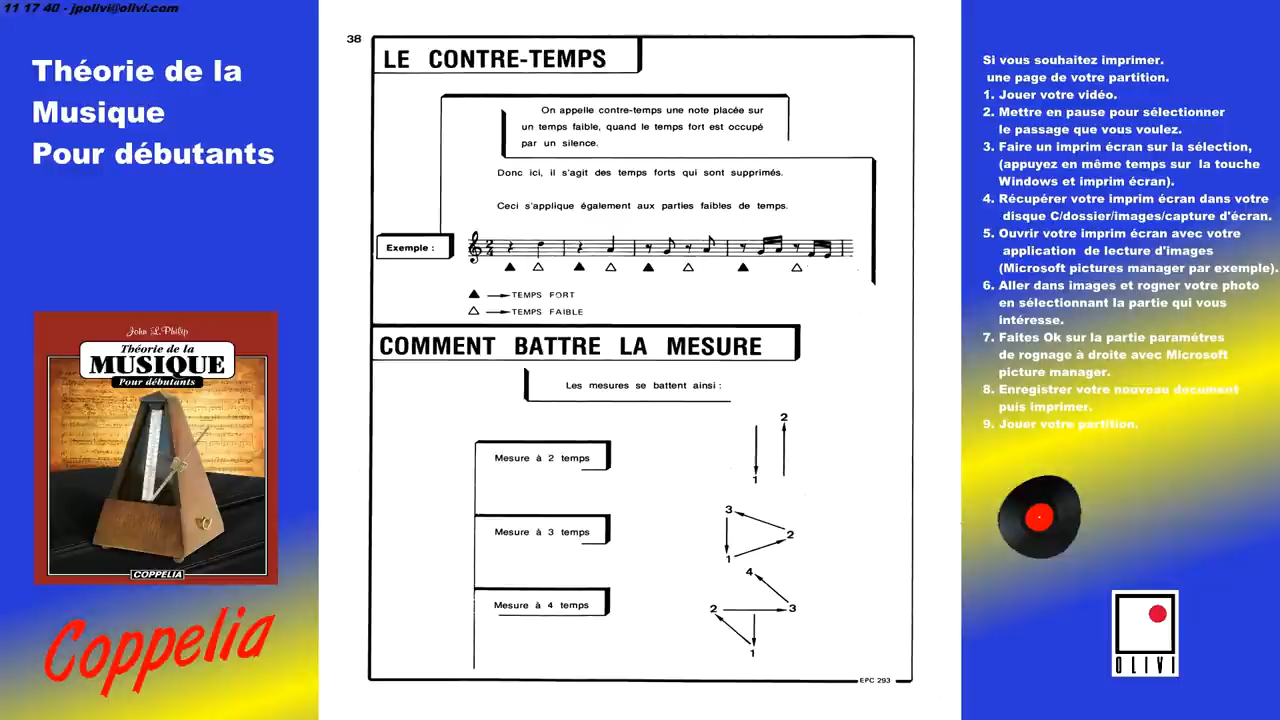 11 17 40 - jpolivi@olivi.com
Théorie de la
Musique
Pour débutants
John L. Philip
Théorie de la
MUSIQUE
Pour débutants
COPPELIA
Coppelia
38
LE CONTRE-TEMPS
On appelle contre-temps une note placée sur
un temps faible, quand le temps fort est occupé
par un silence.
Donc ici, il s'agit des temps forts qui sont supprimés.
Ceci s'applique également aux parties faibles de temps.
Exemple :
2
4
TEMPS FORT
TEMPS FAIBLE
COMMENT BATTRE LA MESURE
Les mesures se battent ainsi :
Mesure à 2 temps
2
1
Mesure à 3 temps
3
2
1
Mesure à 4 temps
4
2
3
1
EPC 293
Si vous souhaitez imprimer.
une page de votre partition.
1. Jouer votre vidéo.
2. Mettre en pause pour sélectionner
le passage que vous voulez.
3. Faire un imprim écran sur la sélection,
(appuyez en même temps sur la touche
Windows et imprim écran).
4. Récupérer votre imprim écran dans votre
disque C/dossier/images/capture d'écran.
5. Ouvrir votre imprim écran avec votre
application de lecture d'images
(Microsoft pictures manager par exemple).
6. Aller dans images et rogner votre photo
en sélectionnant la partie qui vous
intéresse.
7. Faites Ok sur la partie paramétres
de rognage à droite avec Microsoft
picture manager.
8. Enregistrer votre nouveau document
puis imprimer.
9. Jouer votre partition.
OLIVI